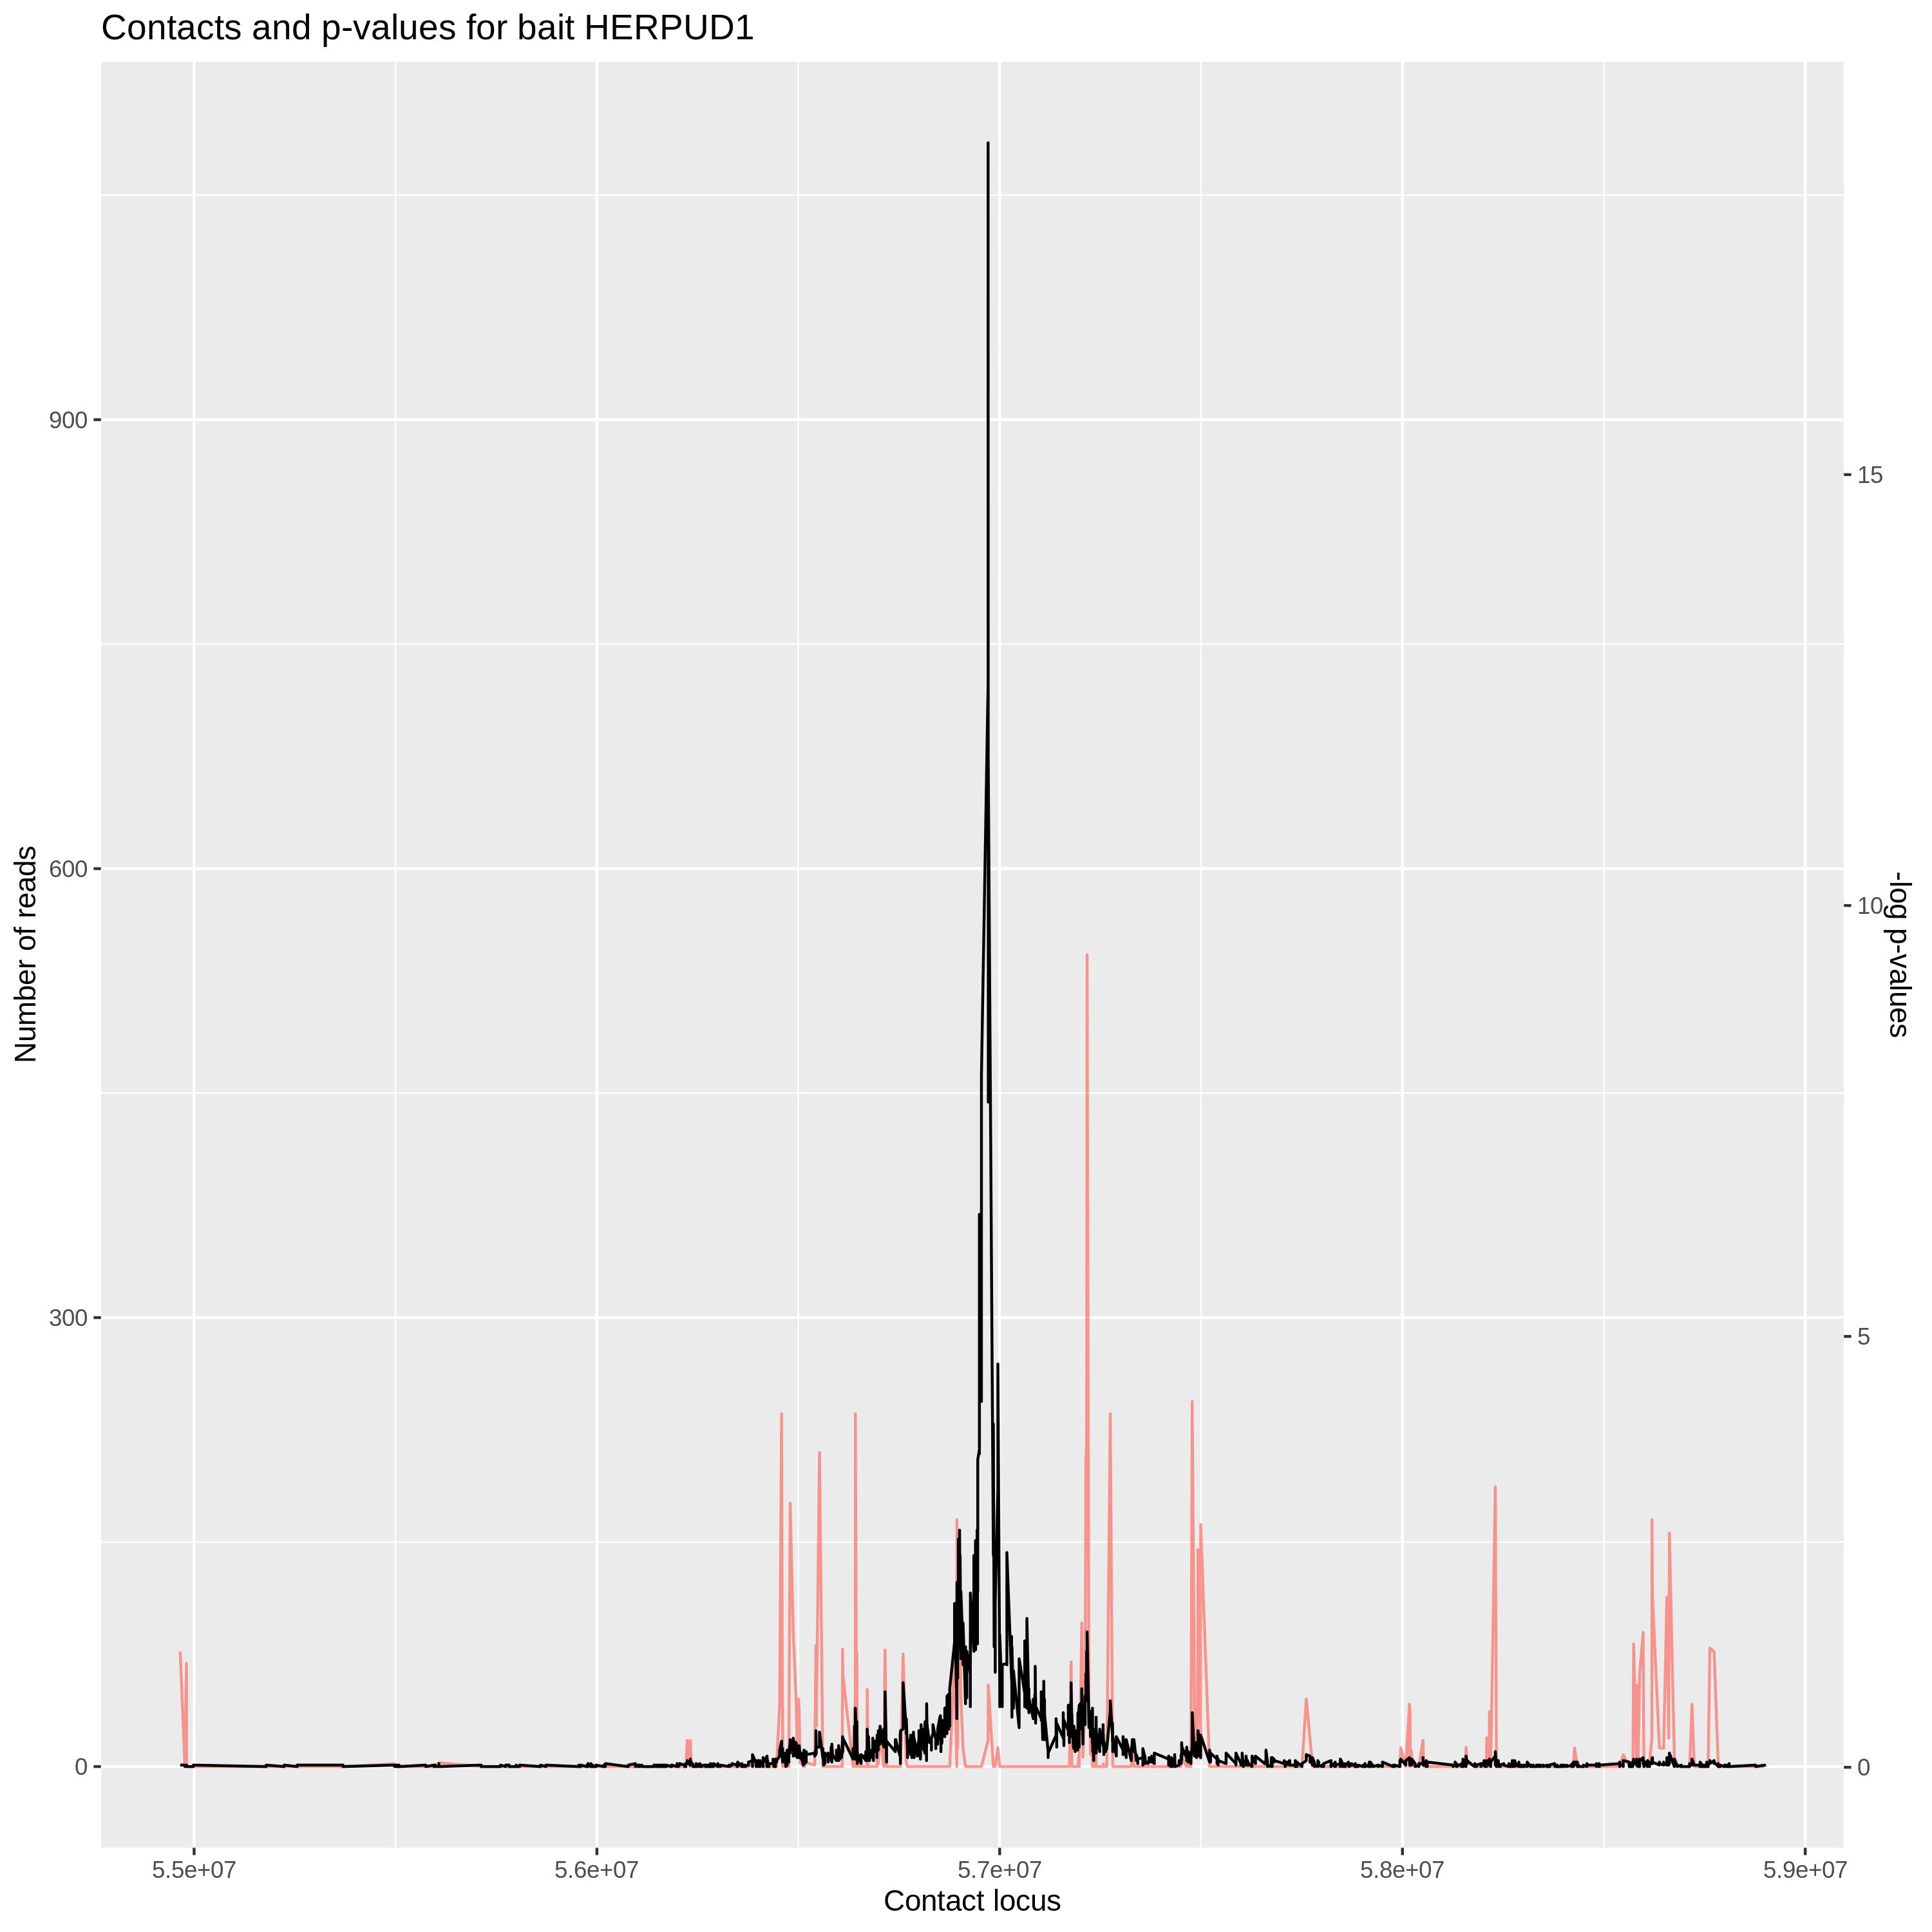 Contacts and p-values for bait HERPUD1
900
600
300
0
Number of reads
15
10
5
0
-log p-values
5.5e+07 5.6e+07 5.7e+07 5.8e+07 5.9e+07
Contact locus